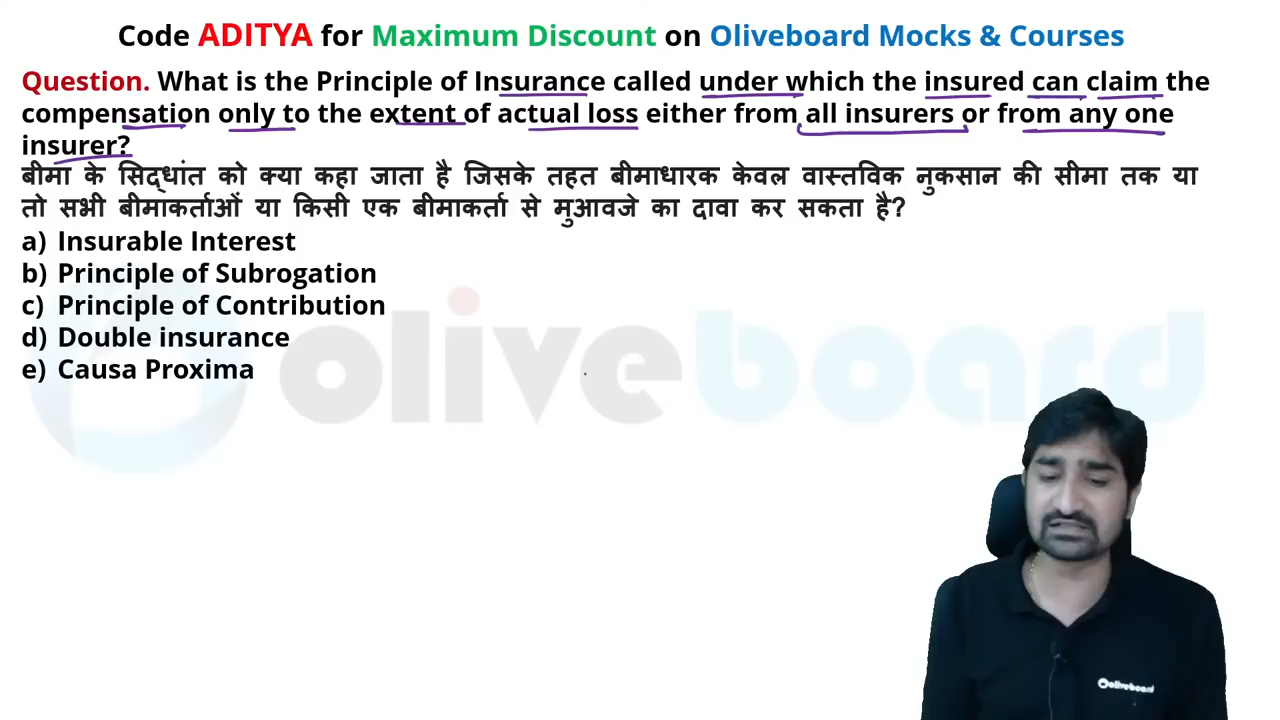 Code ADITYA for Maximum Discount on Oliveboard Mocks & Courses
Question. What is the Principle of Insurance called under which the insured can claim the
compensation only to the extent of actual loss either from all insurers or from any one
insurer?
बीमा के सिद्धांत को क्या कहा जाता है जिसके तहत बीमाधारक केवल वास्तविक नुकसान की सीमा तक या
तो सभी बीमाकर्ताओं या किसी एक बीमाकर्ता से मुआवजे का दावा कर सकता है?
a) Insurable Interest
b) Principle of Subrogation
c) Principle of Contribution
d) Double insurance
e) Causa Proxima
oliveboard
oliveboard